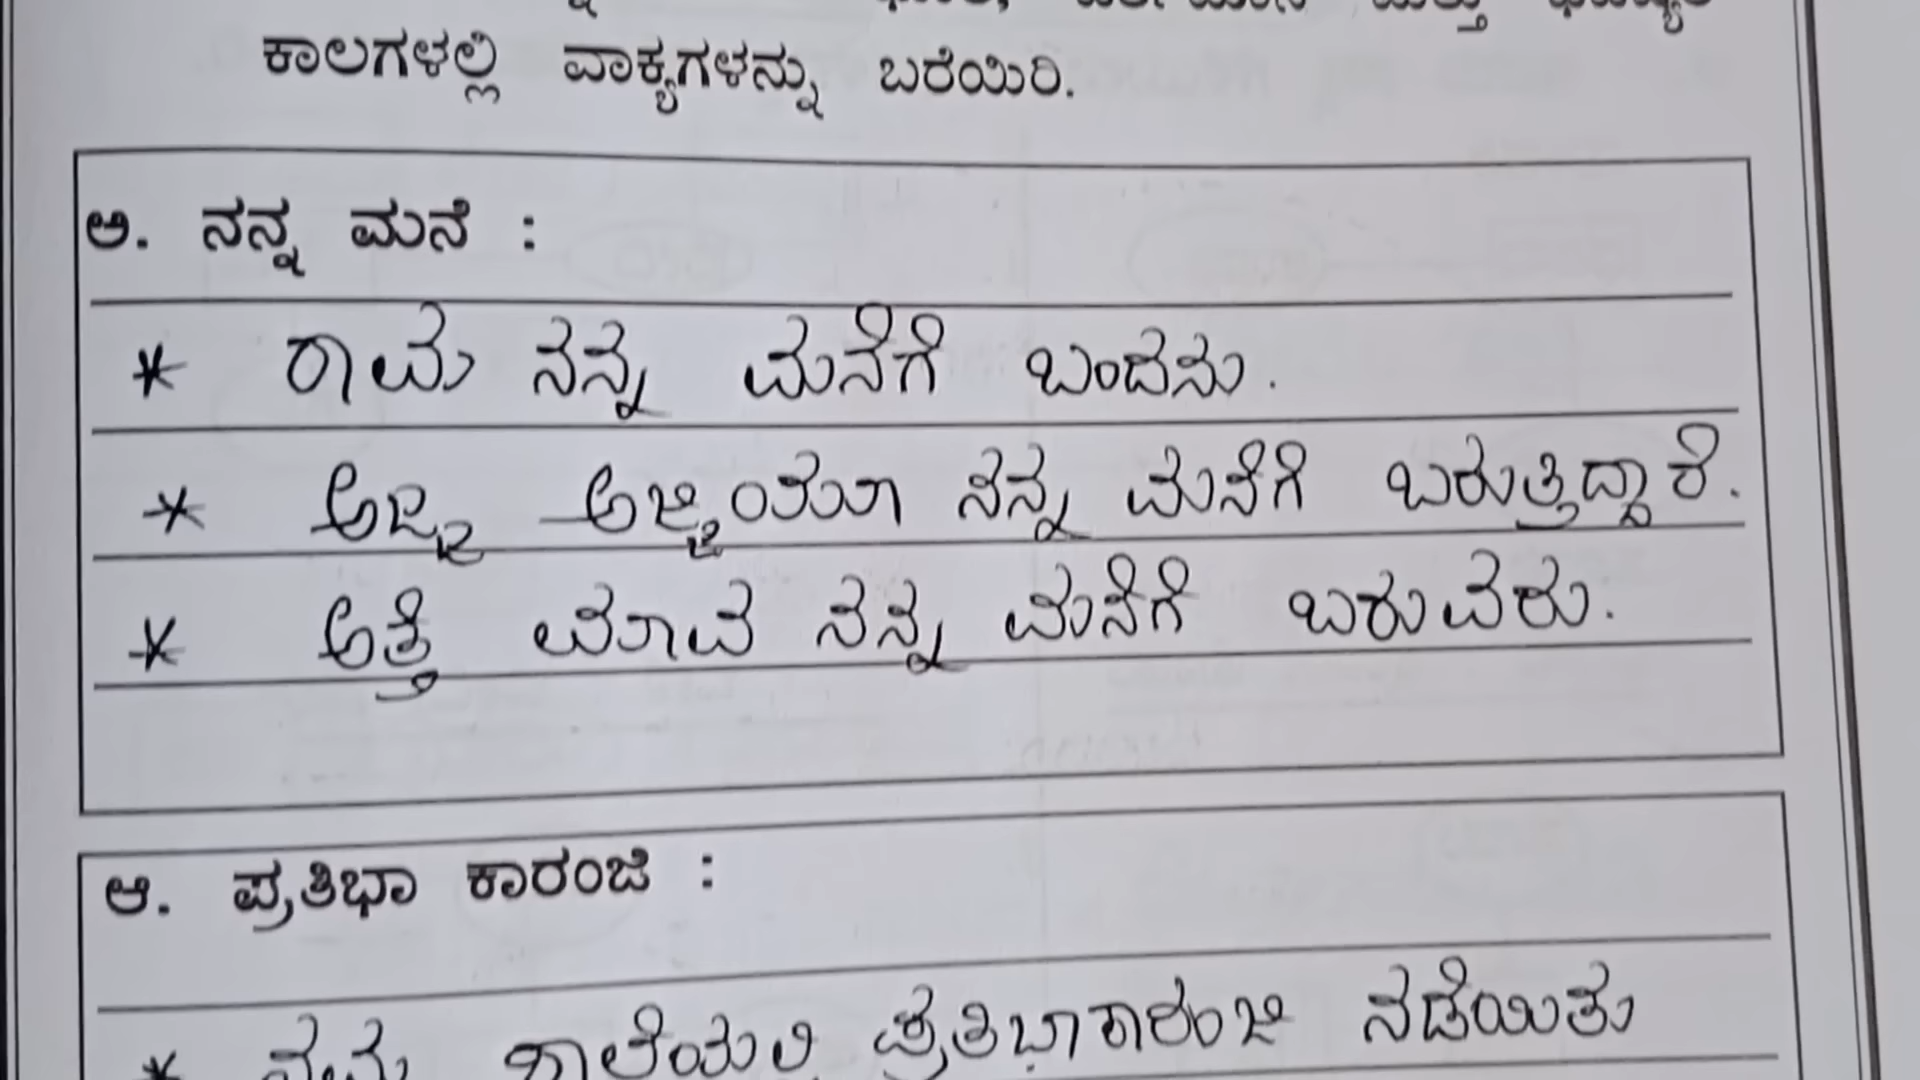 ಕಾಲಗಳಲ್ಲಿ ವಾಕ್ಯಗಳನ್ನು ಬರೆಯಿರಿ.
ಅ. ನನ್ನ ಮನೆ :
* ರಾಮ ನನ್ನ ಮನೆಗೆ ಬಂದನು.
* ಅಜ್ಜ ಅಜ್ಜಿಯರೂ ನನ್ನ ಮನೆಗೆ ಬರುತ್ತಿದ್ದಾರೆ.
* ಅತ್ತೆ ಮಾವ ನನ್ನ ಮನೆಗೆ ಬರುವರು.
ಆ. ಪ್ರತಿಭಾ ಕಾರಂಜಿ :
* ನಮ್ಮ ಶಾಲೆಯಲ್ಲಿ ಪ್ರತಿಭಾಕಾರಂಜಿ ನಡೆಯಿತು